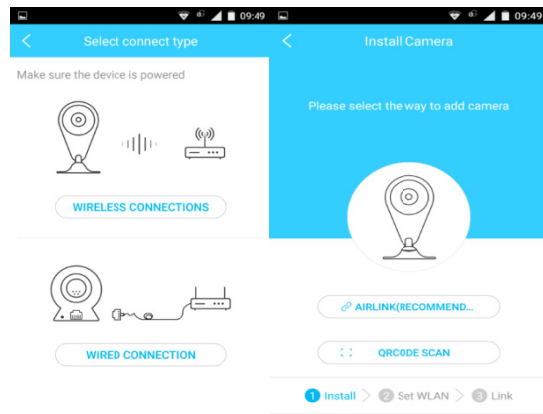 09:49
Select connect type
Make sure the device is powered
WIRELESS CONNECTIONS
WIRED CONNECTION
09:49
Install Camera
Please select the way to add camera
AIRLINK(RECOMMEND...
QRCODE SCAN
1 Install > 2 Set WLAN > 3 Link